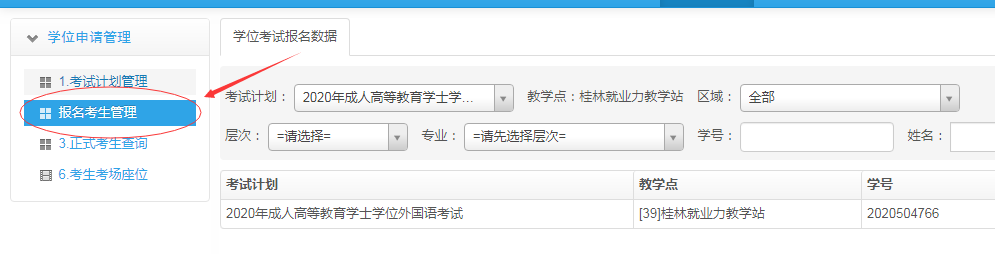 学位申请管理
1.考试计划管理
报名考生管理
3.正式考生查询
6.考生考场座位
学位考试报名数据
考试计划： 2020年成人高等教育学士学... 教学点：桂林就业力教学站 区域： 全部
层次： =请选择= 专业： =请先选择层次= 学号： 姓名：
考试计划 教学点 学号
2020年成人高等教育学士学位外国语考试 [39]桂林就业力教学站 2020504766